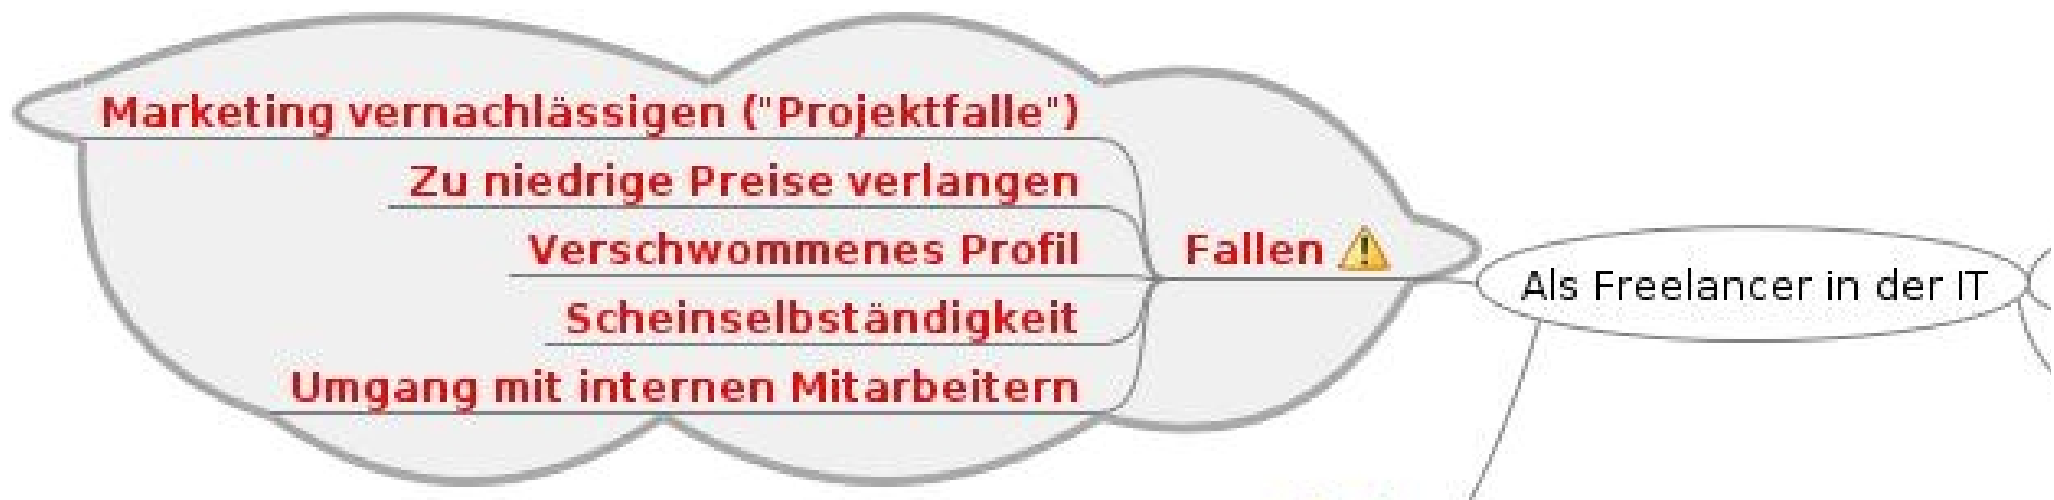 Marketing vernachlässigen ("Projektfalle")
Zu niedrige Preise verlangen
Verschwommenes Profil
Scheinselbständigkeit
Umgang mit internen Mitarbeitern
Fallen
Als Freelancer in der IT